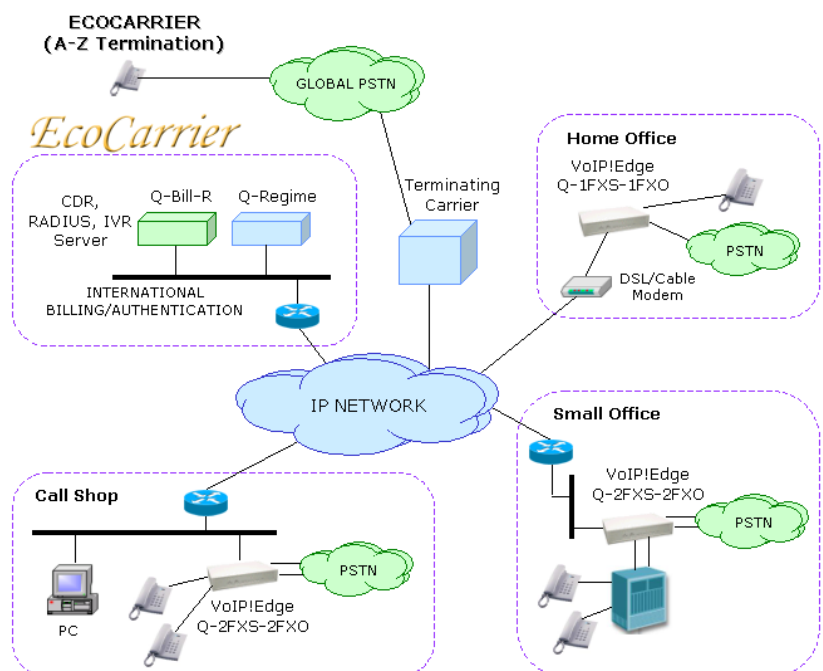 ECOCARRIER
(A-Z Termination)
GLOBAL PSTN
EcoCarrier
CDR,
RADIUS, IVR
Server
Q-Bill-R
Q-Regime
INTERNATIONAL
BILLING/AUTHENTICATION
Terminating
Carrier
Home Office
VoIP!Edge
Q-1FXS-1FXO
PSTN
DSL/Cable
Modem
IP NETWORK
Small Office
VoIP!Edge
Q-2FXS-2FXO
PSTN
Call Shop
PSTN
PC
VoIP!Edge
Q-2FXS-2FXO